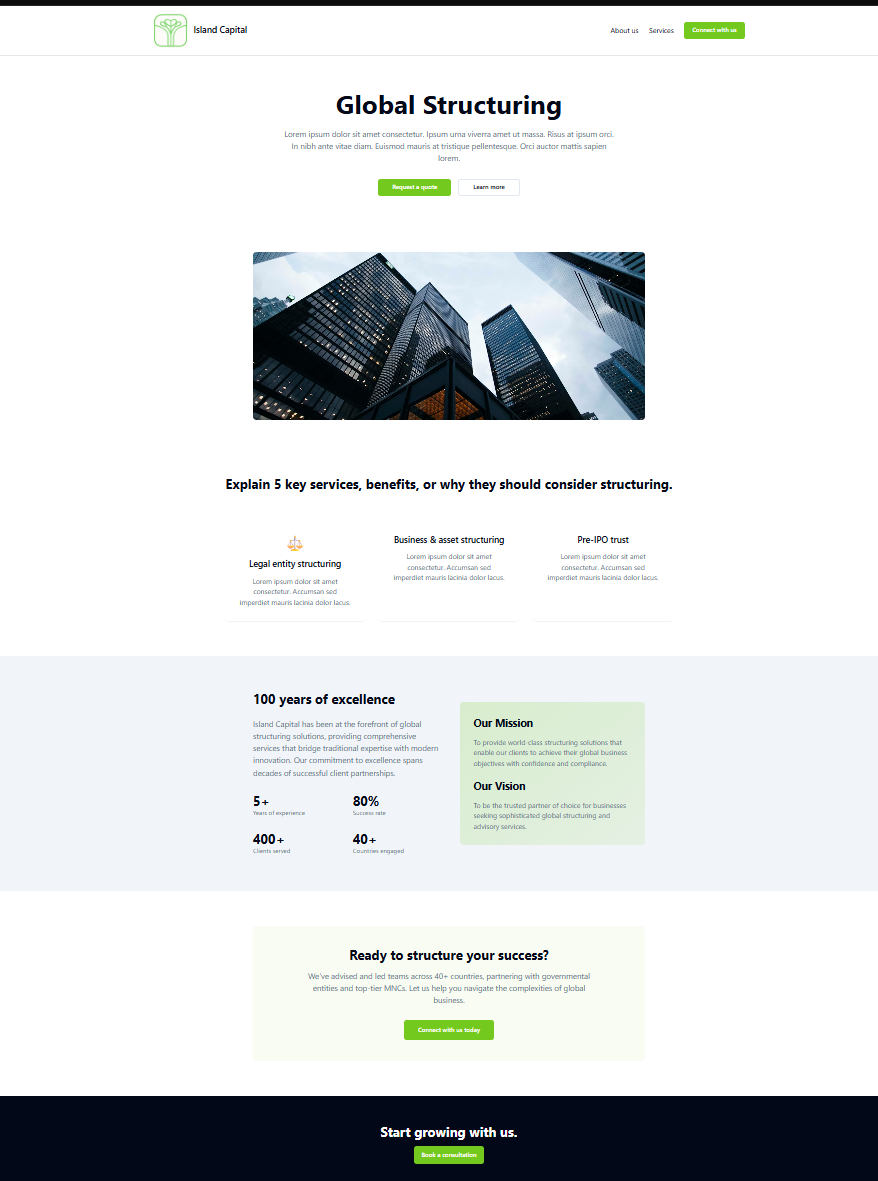 Island Capital
About us
Services
Connect with us
Global Structuring
Lorem ipsum dolor sit amet consectetur. Ipsum urna viverra amet ut massa. Risus at ipsum orci.
In nibh ante vitae diam. Euismod mauris at tristique pellentesque. Orci auctor mattis sapien
lorem.
Request a quote
Learn more
Explain 5 key services, benefits, or why they should consider structuring.
Legal entity structuring
Lorem ipsum dolor sit amet
consectetur. Accumsan sed
imperdiet mauris lacinia dolor lacus.
Business & asset structuring
Lorem ipsum dolor sit amet
consectetur. Accumsan sed
imperdiet mauris lacinia dolor lacus.
Pre-IPO trust
Lorem ipsum dolor sit amet
consectetur. Accumsan sed
imperdiet mauris lacinia dolor lacus.
100 years of excellence
Island Capital has been at the forefront of global
structuring solutions, providing comprehensive
services that bridge traditional expertise with modern
innovation. Our commitment to excellence spans
decades of successful client partnerships.
5+
Years of experience
80%
Success rate
400+
Clients served
40+
Countries engaged
Our Mission
To provide world-class structuring solutions that
enable our clients to achieve their global business
objectives with confidence and compliance.
Our Vision
To be the trusted partner of choice for businesses
seeking sophisticated global structuring and
advisory services.
Ready to structure your success?
We've advised and led teams across 40+ countries, partnering with governmental
entities and top-tier MNCs. Let us help you navigate the complexities of global
business.
Connect with us today
Start growing with us.
Book a consultation